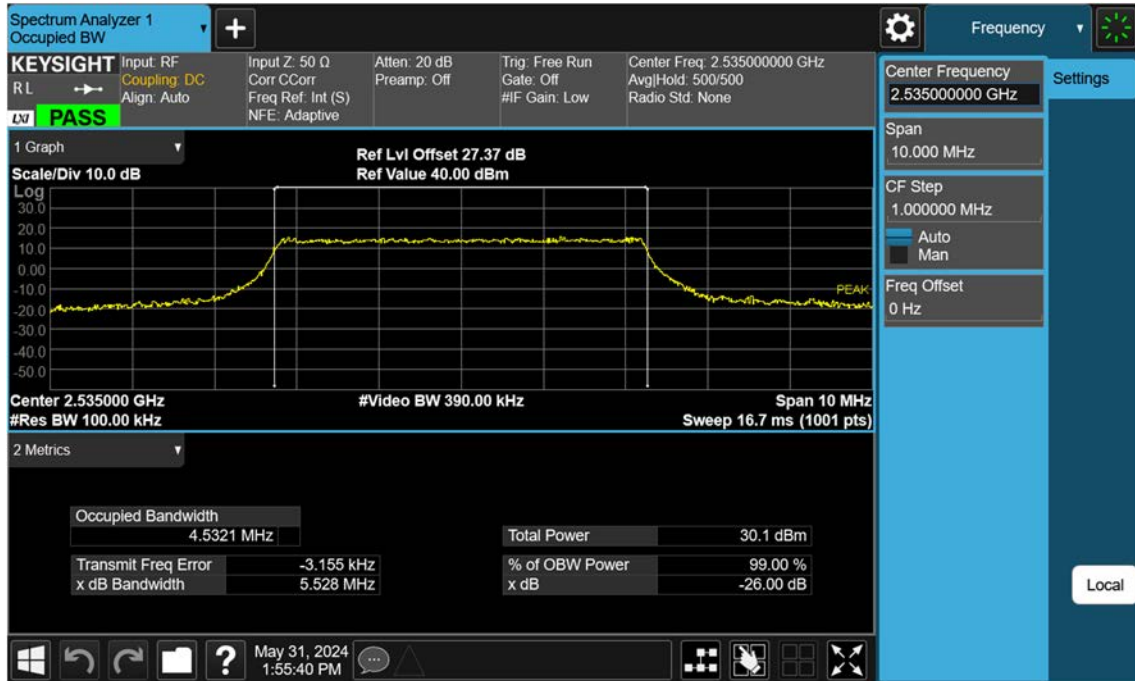 Spectrum Analyzer 1
Occupied BW
+
Frequency
KEYSIGHT
Input: RF
Coupling: DC
Align: Auto
Input Z: 50 Ω
Corr CCorr
Freq Ref: Int (S)
NFE: Adaptive
Atten: 20 dB
Preamp: Off
Trig: Free Run
Gate: Off
#IF Gain: Low
Center Freq: 2.535000000 GHz
Avg|Hold: 500/500
Radio Std: None
RL
LXI
PASS
Center Frequency
2.535000000 GHz
Settings
Span
10.000 MHz
CF Step
1.000000 MHz
Auto
Man
Freq Offset
0 Hz
Local
1 Graph
Scale/Div 10.0 dB
Ref Lvl Offset 27.37 dB
Ref Value 40.00 dBm
Log
30.0
20.0
10.0
0.00
-10.0
-20.0
-30.0
-40.0
-50.0
PEAK
Center 2.535000 GHz
#Video BW 390.00 kHz
Span 10 MHz
#Res BW 100.00 kHz
Sweep 16.7 ms (1001 pts)
2 Metrics
Occupied Bandwidth
4.5321 MHz
Total Power 30.1 dBm
Transmit Freq Error -3.155 kHz
% of OBW Power 99.00 %
x dB Bandwidth 5.528 MHz
x dB -26.00 dB
?
May 31, 2024
1:55:40 PM